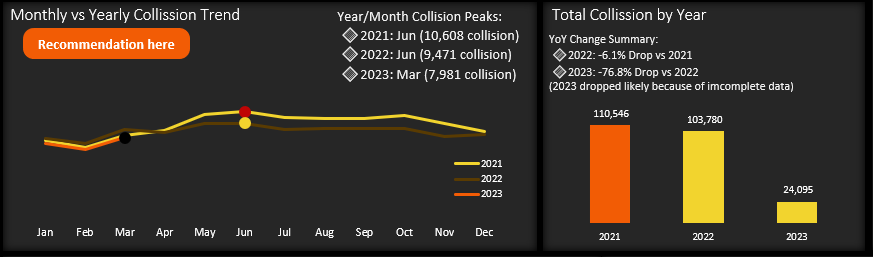 Monthly vs Yearly Collission Trend
Recommendation here
Year/Month Collision Peaks:
2021: Jun (10,608 collision)
2022: Jun (9,471 collision)
2023: Mar (7,981 collision)
2021
2022
2023
Jan Feb Mar Apr May Jun Jul Aug Sep Oct Nov Dec
Total Collission by Year
YoY Change Summary:
2022: -6.1% Drop vs 2021
2023: -76.8% Drop vs 2022
(2023 dropped likely because of imcomplete data)
110,546
103,780
24,095
2021 2022 2023